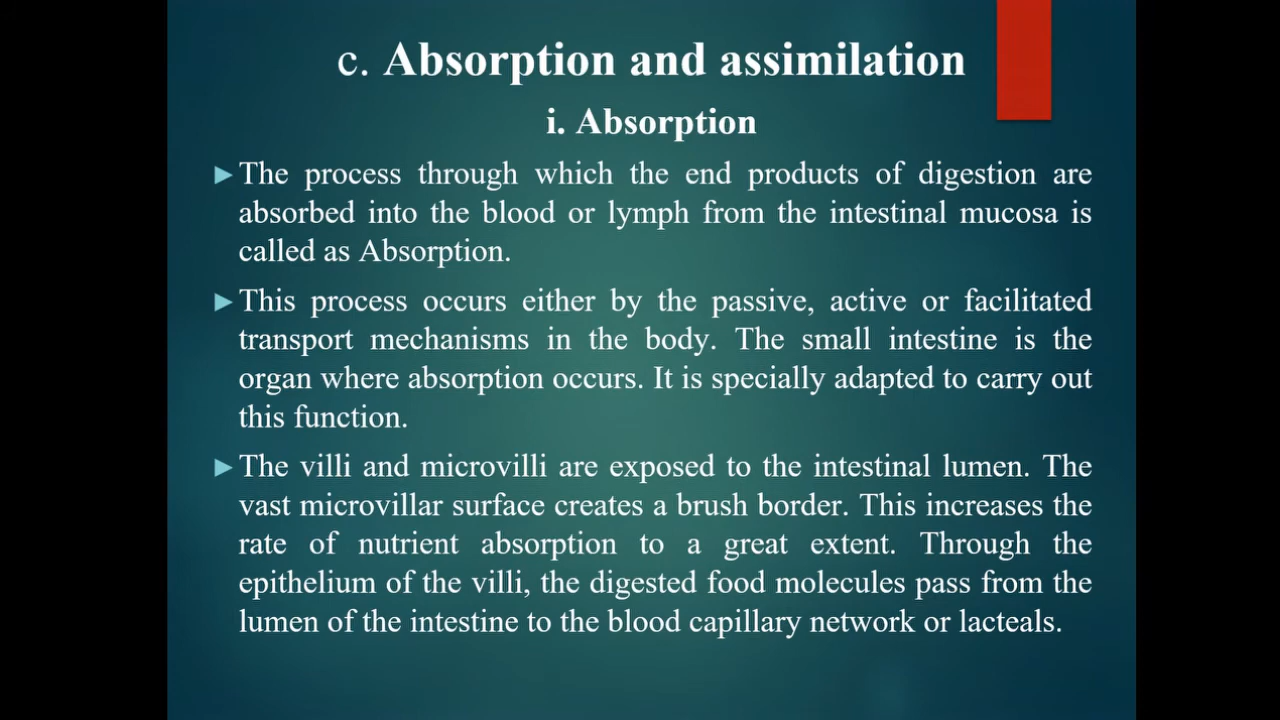 c. Absorption and assimilation
i. Absorption
The process through which the end products of digestion are
absorbed into the blood or lymph from the intestinal mucosa is
called as Absorption.
This process occurs either by the passive, active or facilitated
transport mechanisms in the body. The small intestine is the
organ where absorption occurs. It is specially adapted to carry out
this function.
The villi and microvilli are exposed to the intestinal lumen. The
vast microvillar surface creates a brush border. This increases the
rate of nutrient absorption to a great extent. Through the
epithelium of the villi, the digested food molecules pass from the
lumen of the intestine to the blood capillary network or lacteals.